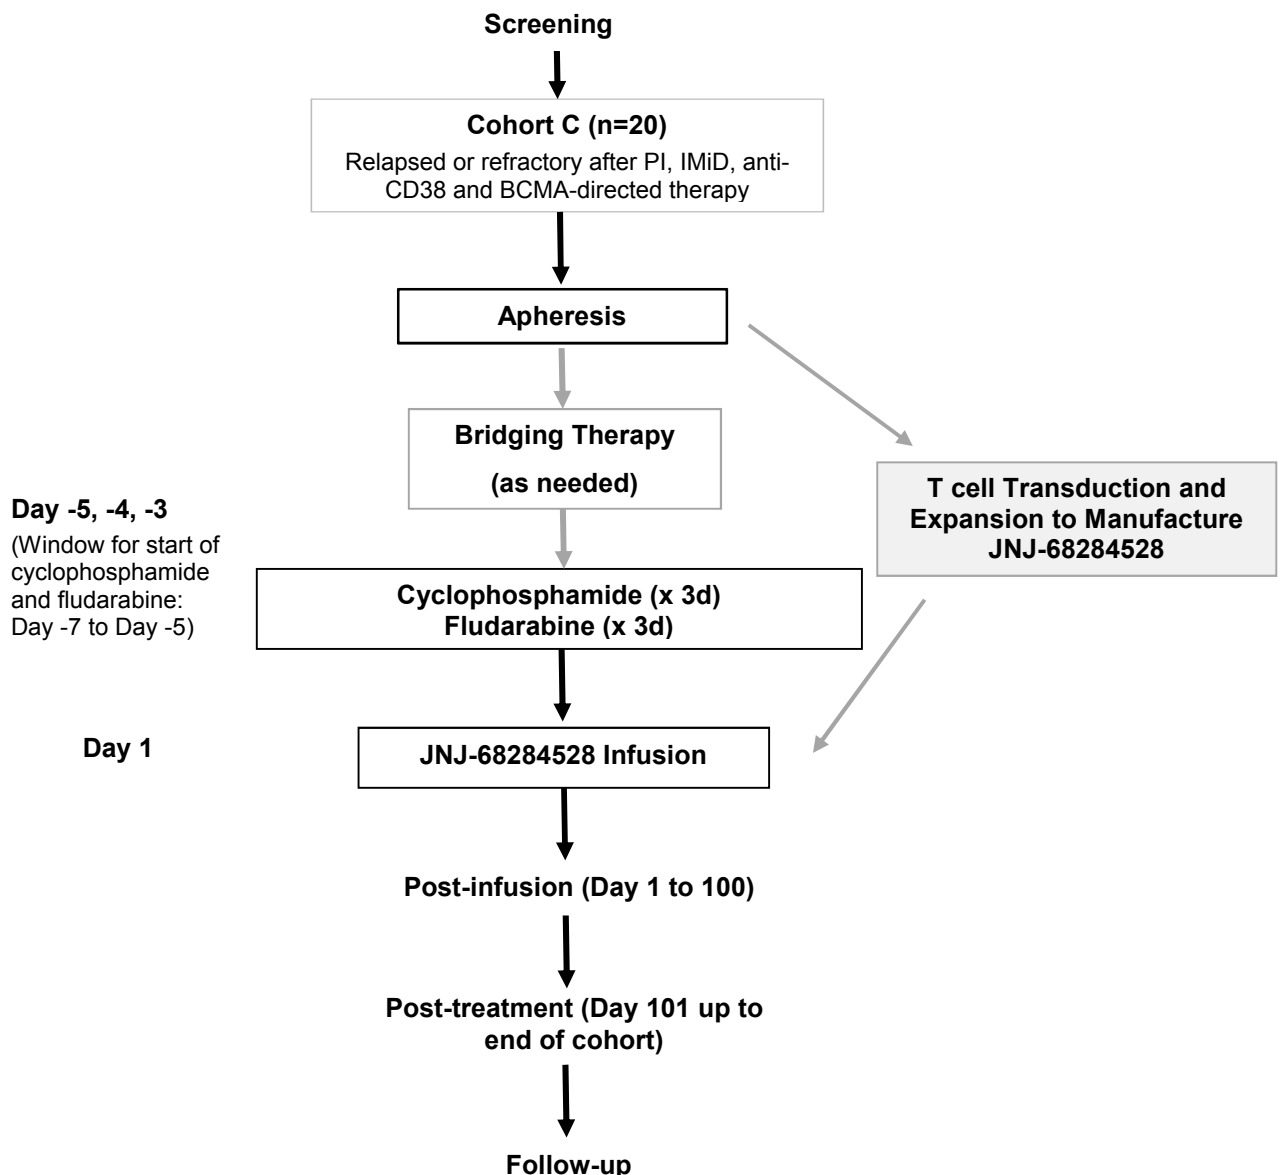 Screening
Cohort C (n=20)
Relapsed or refractory after PI, IMiD, anti-
CD38 and BCMA-directed therapy
Apheresis
Bridging Therapy
(as needed)
T cell Transduction and
Expansion to Manufacture
JNJ-68284528
Day -5, -4, -3
(Window for start of
cyclophosphamide
and fludarabine:
Day -7 to Day -5)
Cyclophosphamide (x 3d)
Fludarabine (x 3d)
Day 1
JNJ-68284528 Infusion
Post-infusion (Day 1 to 100)
Post-treatment (Day 101 up to
end of cohort)
Follow-up